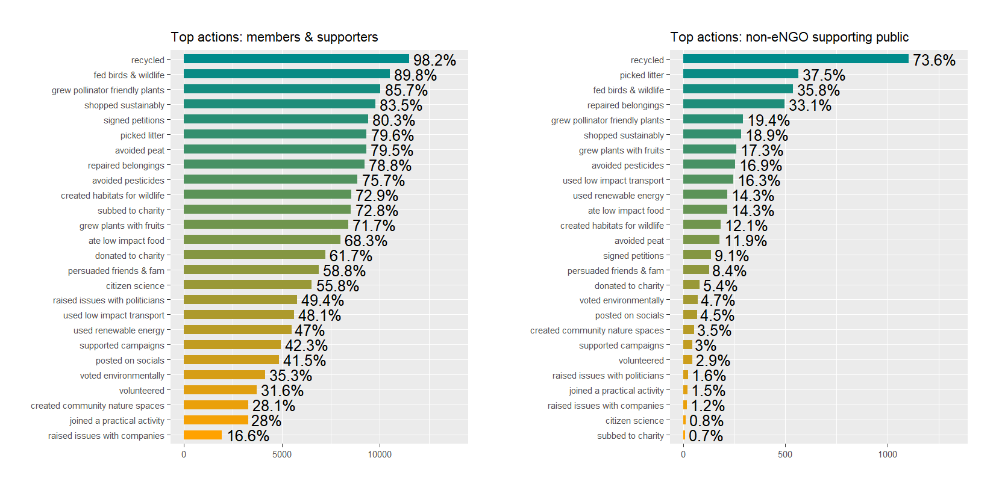 Top actions: members & supporters
recycled 98.2%
fed birds & wildlife 89.8%
grew pollinator friendly plants 85.7%
shopped sustainably 83.5%
signed petitions 80.3%
picked litter 79.6%
avoided peat 79.5%
repaired belongings 78.8%
avoided pesticides 75.7%
created habitats for wildlife 72.9%
subbed to charity 72.8%
grew plants with fruits 71.7%
ate low impact food 68.3%
donated to charity 61.7%
persuaded friends & fam 58.8%
citizen science 55.8%
raised issues with politicians 49.4%
used low impact transport 48.1%
used renewable energy 47%
supported campaigns 42.3%
posted on socials 41.5%
voted environmentally 35.3%
volunteered 31.6%
created community nature spaces 28.1%
joined a practical activity 28%
raised issues with companies 16.6%
0 5000 10000
Top actions: non-eNGO supporting public
recycled 73.6%
picked litter 37.5%
fed birds & wildlife 35.8%
repaired belongings 33.1%
grew pollinator friendly plants 19.4%
shopped sustainably 18.9%
grew plants with fruits 17.3%
avoided pesticides 16.9%
used low impact transport 16.3%
used renewable energy 14.3%
ate low impact food 14.3%
created habitats for wildlife 12.1%
avoided peat 11.9%
signed petitions 9.1%
persuaded friends & fam 8.4%
donated to charity 5.4%
voted environmentally 4.7%
posted on socials 4.5%
created community nature spaces 3.5%
supported campaigns 3%
volunteered 2.9%
raised issues with politicians 1.6%
joined a practical activity 1.5%
raised issues with companies 1.2%
citizen science 0.8%
subbed to charity 0.7%
0 500 1000